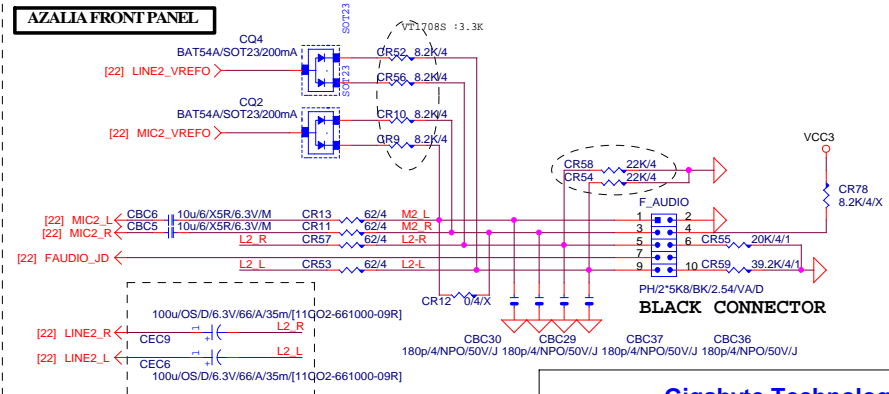 AZALIA FRONT PANEL
SOT23
VT1708S :3.3K
CQ4
BAT54A/SOT23/200mA
CR52 8.2K/4
[22] LINE2_VREFO
CR56 8.2K/4
SOT23
CQ2
BAT54A/SOT23/200mA
CR10 8.2K/4
[22] MIC2_VREFO
CR9 8.2K/4
VCC3
CR58 22K/4
CR54 22K/4
CR78
8.2K/4/X
F_AUDIO
[22] MIC2_L CBC6 10u/6/X5R/6.3V/M CR13 62/4 M2_L 1 2
[22] MIC2_R CBC5 10u/6/X5R/6.3V/M CR11 62/4 M2_R 3 4
L2_R CR57 62/4 L2-R 5 6 CR55 20K/4/1
[22] FAUDIO_JD 7
L2_L CR53 62/4 L2-L 9 10 CR59 39.2K/4/1
PH/2*5K8/BK/2.54/VA/D
CR12 0/4/X
BLACK CONNECTOR
100u/OS/D/6.3V/66/A/35m/[11CO2-661000-09R]
[22] LINE2_R 1 L2_R
CEC9 +
[22] LINE2_L 1 L2_L
CEC6 +
100u/OS/D/6.3V/66/A/35m/[11CO2-661000-09R]
CBC30 CBC29 CBC37 CBC36
180p/4/NPO/50V/J 180p/4/NPO/50V/J 180p/4/NPO/50V/J 180p/4/NPO/50V/J